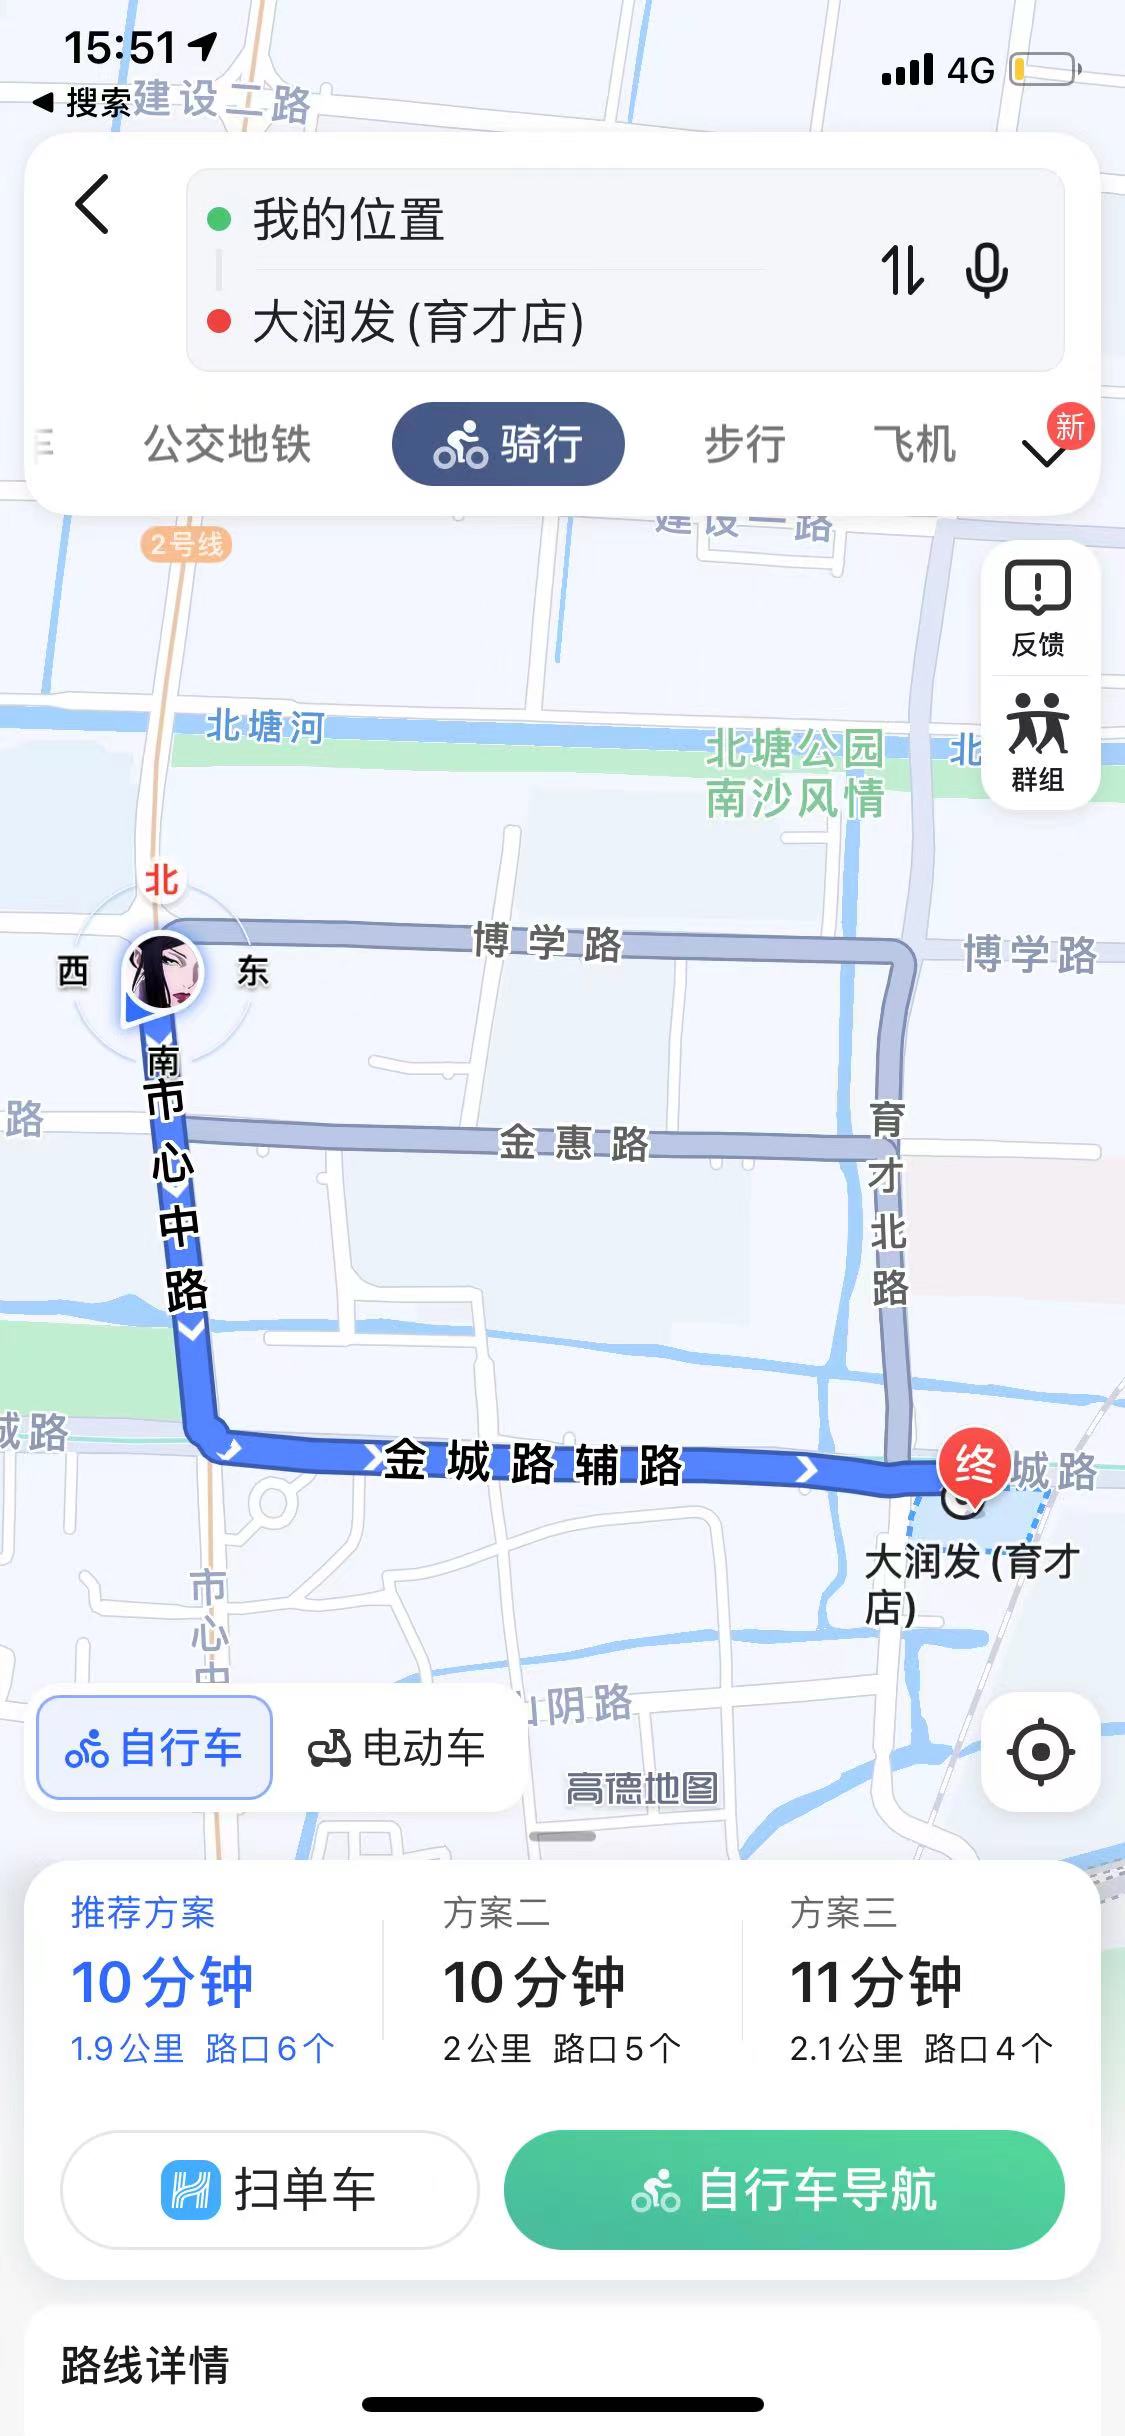 15:51
4G
搜索
建设二路
我的位置
大润发(育才店)
公交地铁
骑行
步行
飞机
新
建设一路
2号线
反馈
北塘河
北塘公园
南沙风情
北
群组
北
博学路
博学路
西
东
南
市心中路
路
金惠路
育才北路
城路
金城路辅路
终
城路
大润发(育才
店)
市心中
山阴路
自行车
电动车
高德地图
推荐方案
10分钟
1.9公里 路口6个
方案二
10分钟
2公里 路口5个
方案三
11分钟
2.1公里 路口4个
扫单车
自行车导航
路线详情